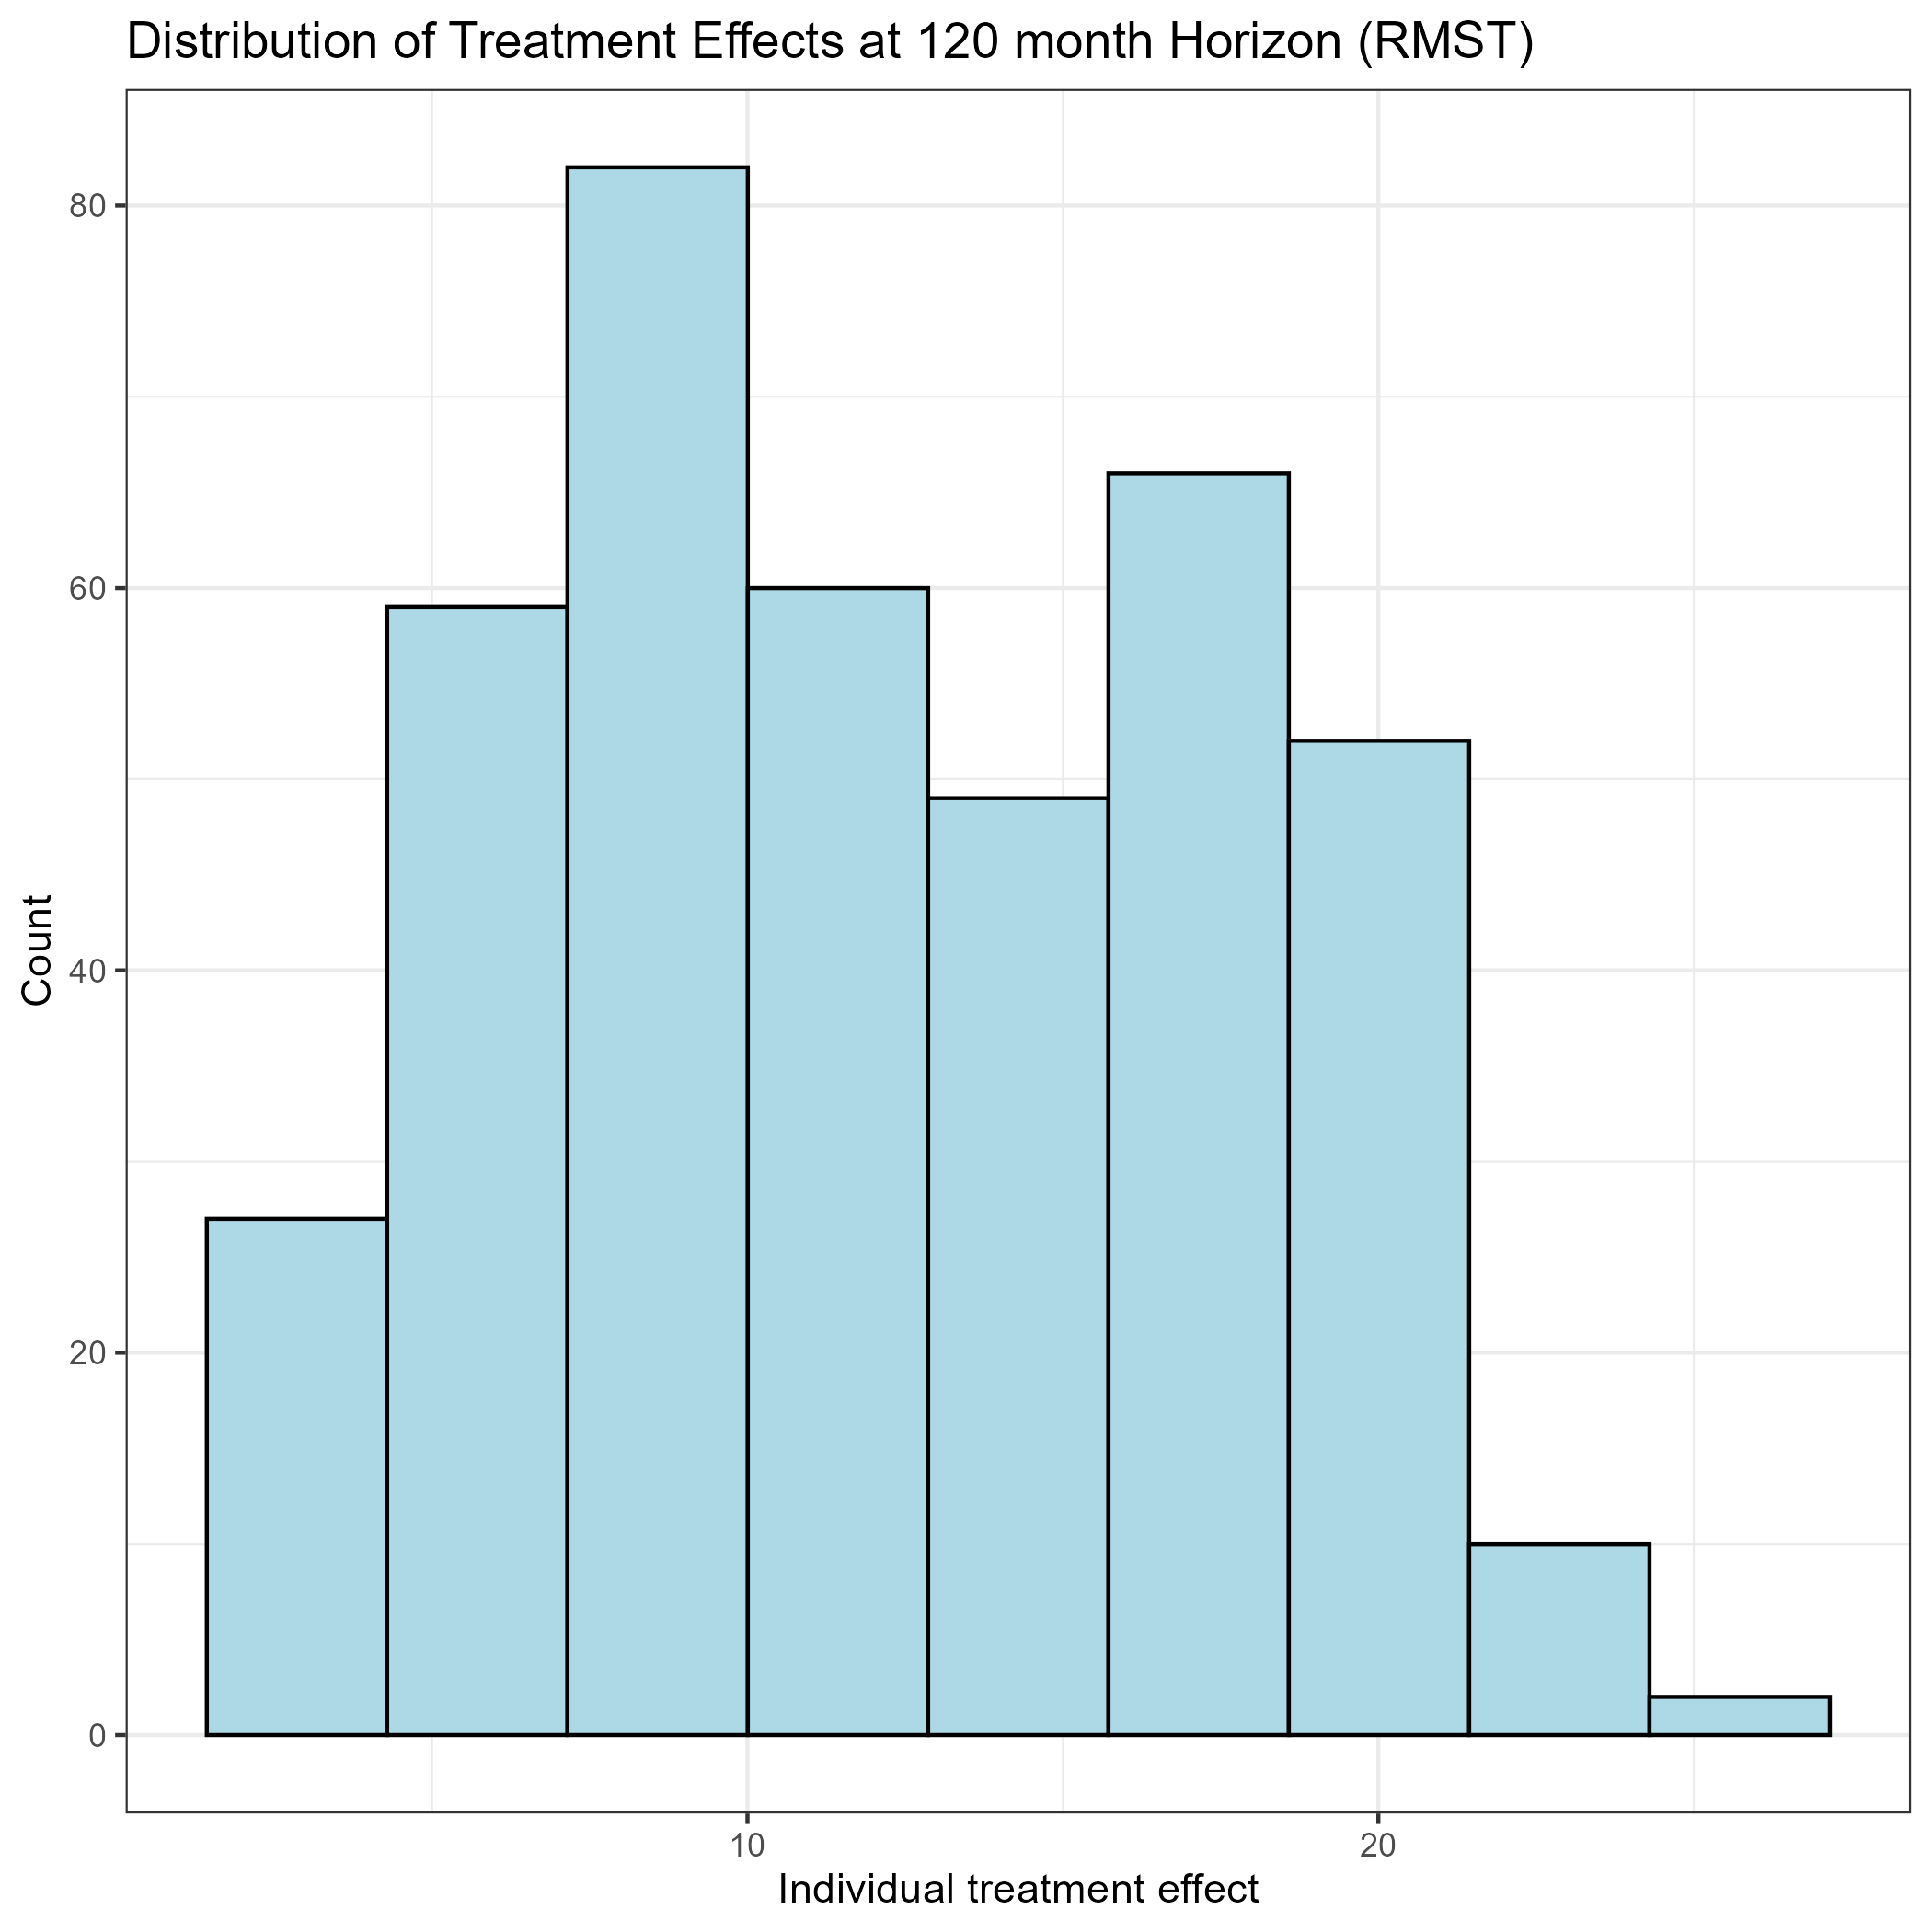 Distribution of Treatment Effects at 120 month Horizon (RMST)
80
60
40
20
0
Count
10
20
Individual treatment effect